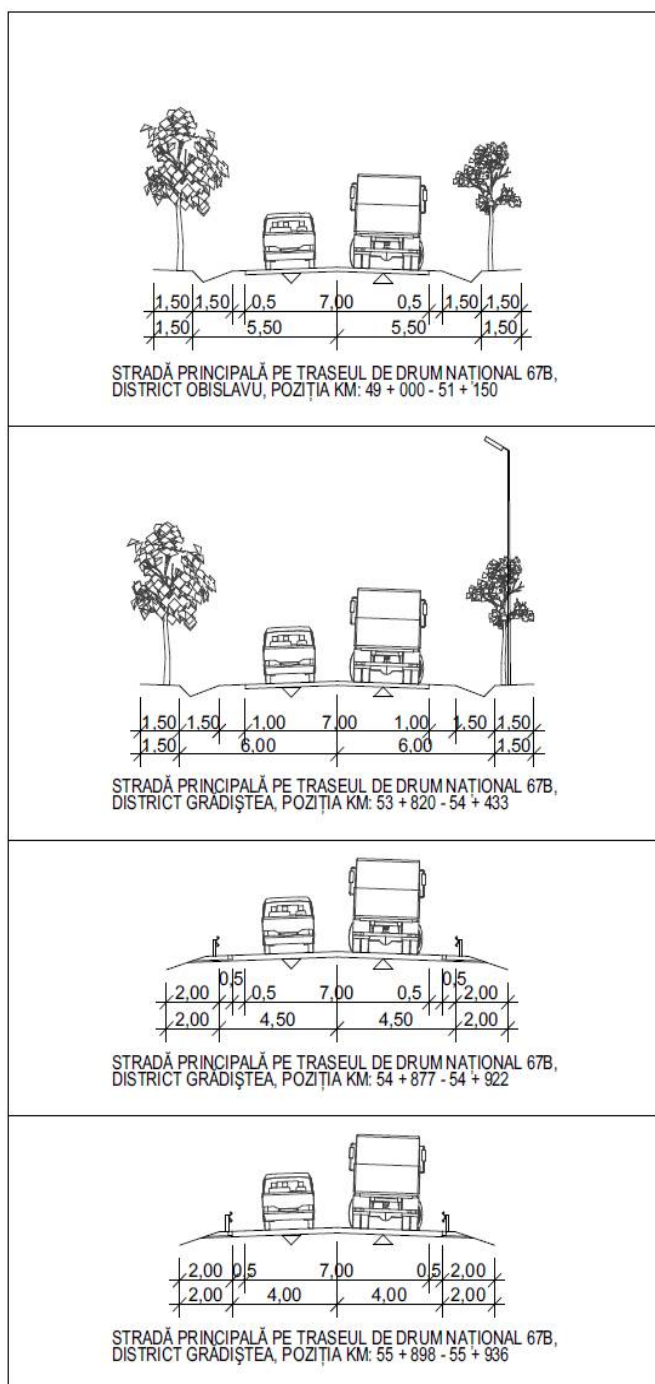 1,50 1,50 0,5 7,00 0,5 1,50 1,50
1,50 5,50 5,50 1,50
STRADĂ PRINCIPALĂ PE TRASEUL DE DRUM NAȚIONAL 67B,
DISTRICT OBISLAVU, POZIȚIA KM: 49 + 000 - 51 + 150
1,50 1,50 1,00 7,00 1,00 1,50 1,50
1,50 6,00 6,00 1,50
STRADĂ PRINCIPALĂ PE TRASEUL DE DRUM NAȚIONAL 67B,
DISTRICT GRĂDIȘTEA, POZIȚIA KM: 53 + 820 - 54 + 433
0,5 0,5
2,00 0,5 7,00 0,5 2,00
2,00 4,50 4,50 2,00
STRADĂ PRINCIPALĂ PE TRASEUL DE DRUM NAȚIONAL 67B,
DISTRICT GRĂDIȘTEA, POZIȚIA KM: 54 + 877 - 54 + 922
2,00 0,5 7,00 0,5 2,00
2,00 4,00 4,00 2,00
STRADĂ PRINCIPALĂ PE TRASEUL DE DRUM NAȚIONAL 67B,
DISTRICT GRĂDIȘTEA, POZIȚIA KM: 55 + 898 - 55 + 936